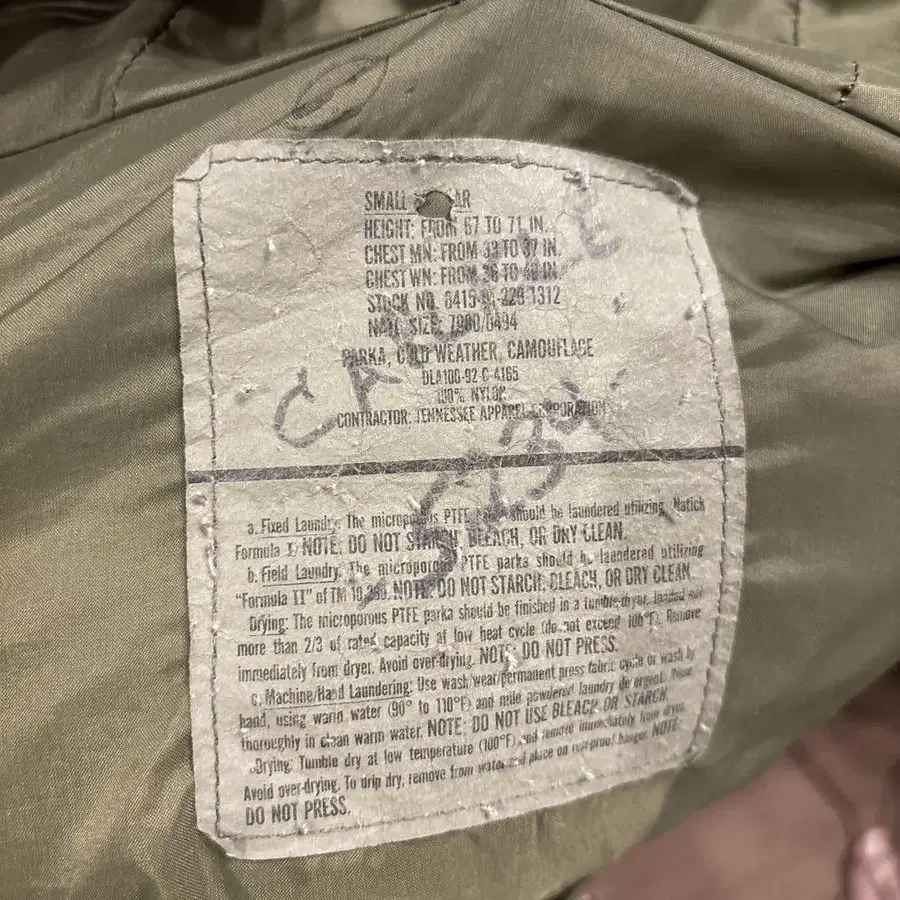 SMALL
HEIGHT: FROM 67 TO 71 IN.
CHEST MN: FROM 33 TO 37 IN.
CHEST WN: FROM 36 TO 40 IN.
STOCK NO. 8415-01-228-1312
NATO SIZE: 7080/8494
PARKA, COLD WEATHER, CAMOUFLAGE
DLA100-92-C-4165
100% NYLON
CONTRACTOR: TENNESSEE APPAREL CORPORATION
a. Fixed Laundry: The microporous PTFE parka should be laundered utilizing Natick
Formula I. NOTE: DO NOT STARCH, BLEACH, OR DRY CLEAN.
b. Field Laundry: The microporous PTFE parka should be laundered utilizing
"Formula II" of TM 10-280. NOTE: DO NOT STARCH, BLEACH, OR DRY CLEAN.
Drying: The microporous PTFE parka should be finished in a tumble-dryer, loaded not
more than 2/3 of rated capacity at low heat cycle (do not exceed 100°F). Remove
immediately from dryer. Avoid over-drying. NOTE: DO NOT PRESS.
c. Machine/Hand Laundering: Use wash/wear/permanent press fabric cycle or wash by
hand, using warm water (90° to 110°F) and mild powdered laundry detergent. Rinse
thoroughly in clean warm water. NOTE: DO NOT USE BLEACH OR STARCH.
Drying: Tumble dry at low temperature (100°F) and remove immediately from dryer.
Avoid over-drying. To drip dry, remove from water and place on rust-proof hanger. NOTE:
DO NOT PRESS.